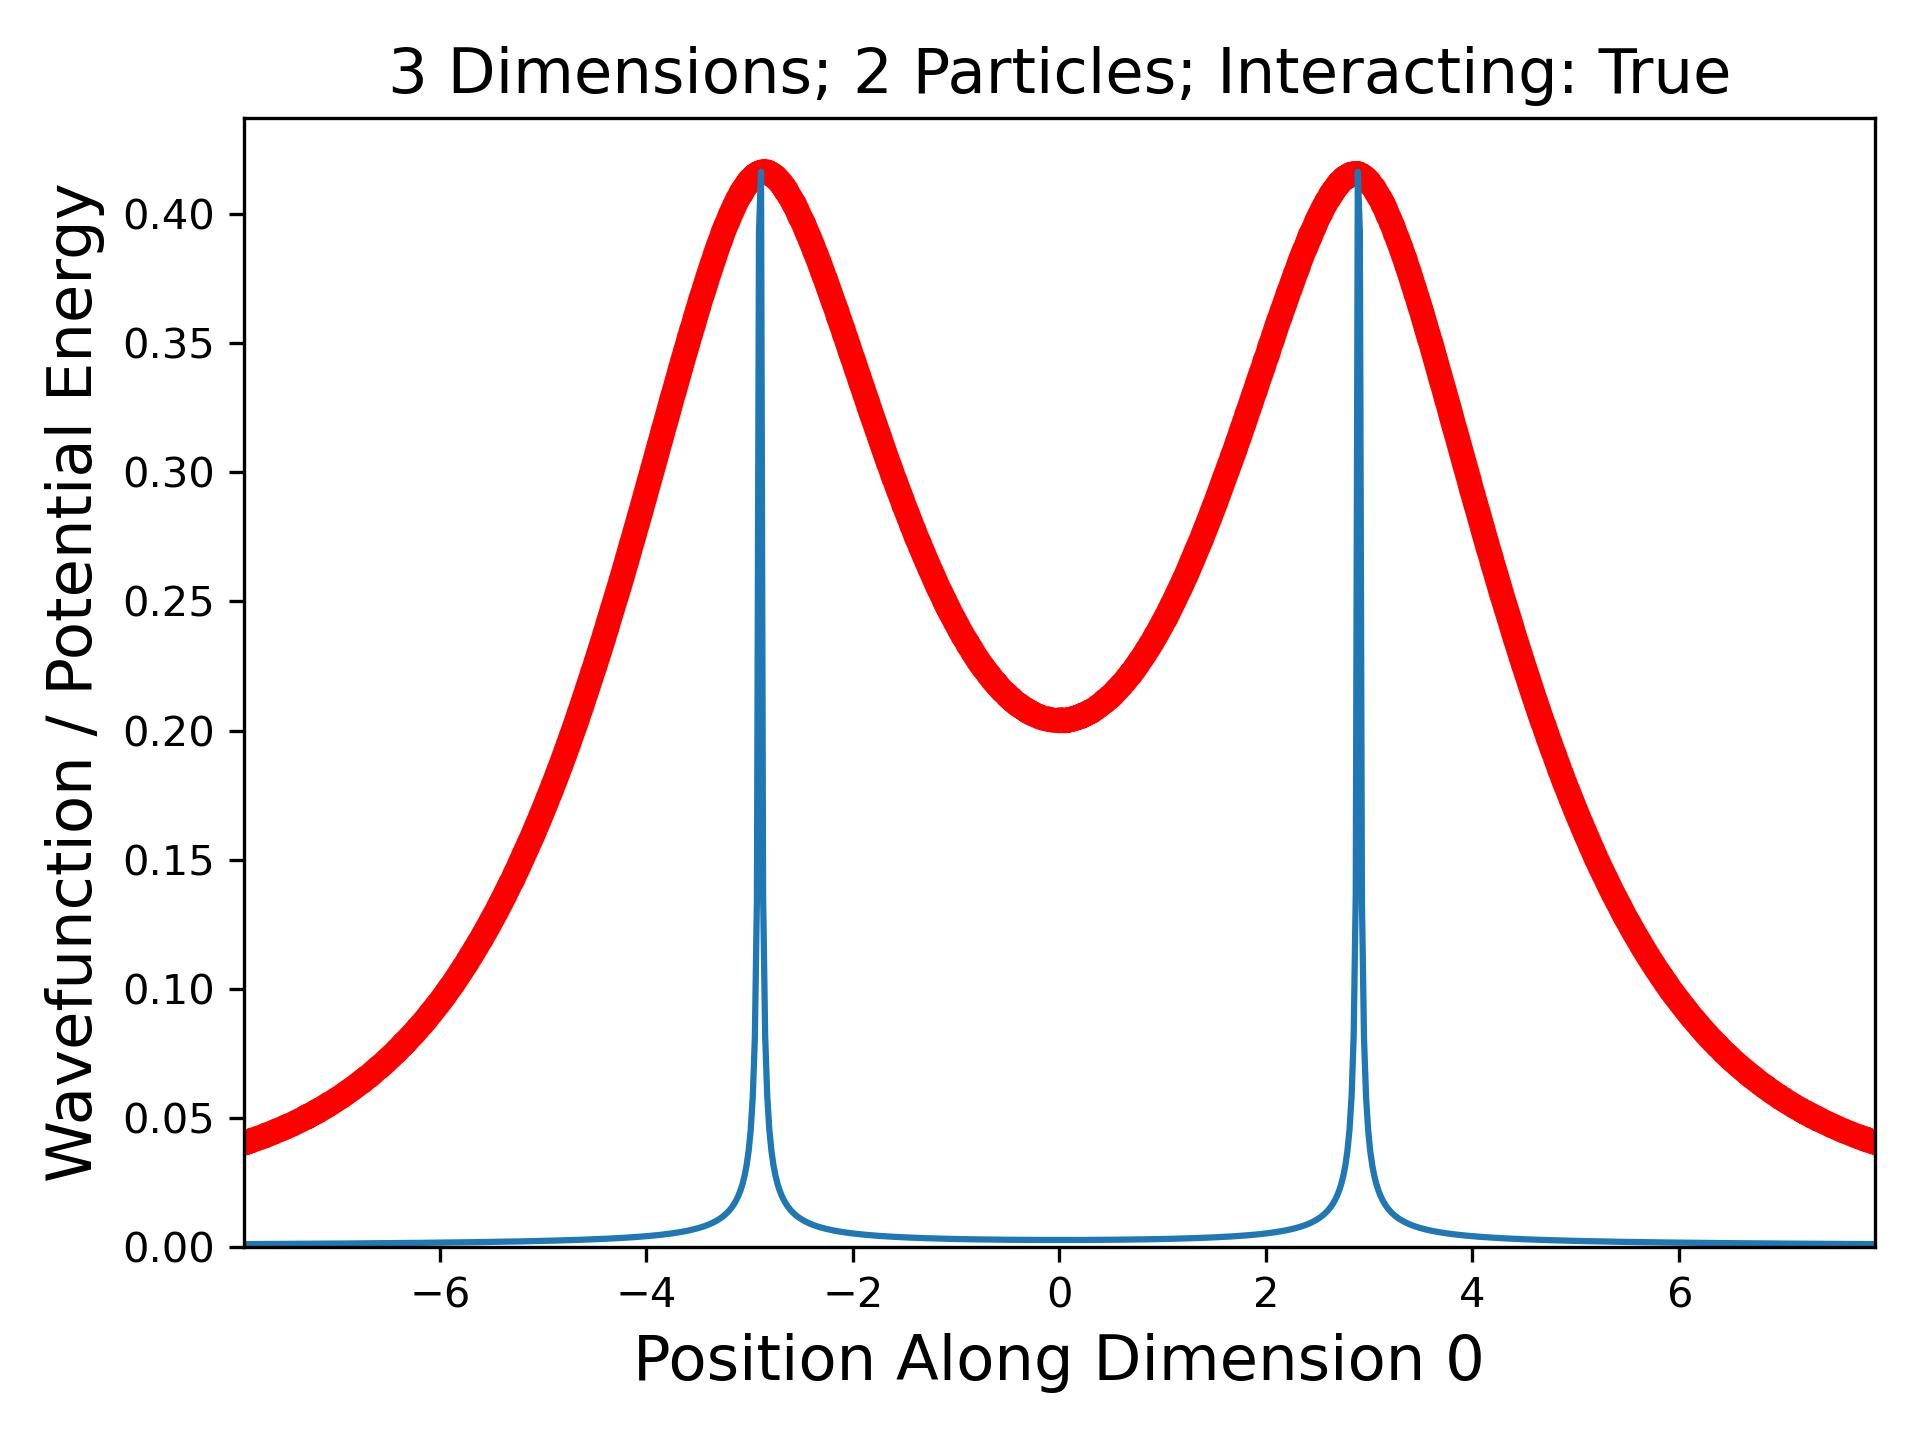 3 Dimensions; 2 Particles; Interacting: True
Wavefunction / Potential Energy
0.40
0.35
0.30
0.25
0.20
0.15
0.10
0.05
0.00
−6 −4 −2 0 2 4 6
Position Along Dimension 0